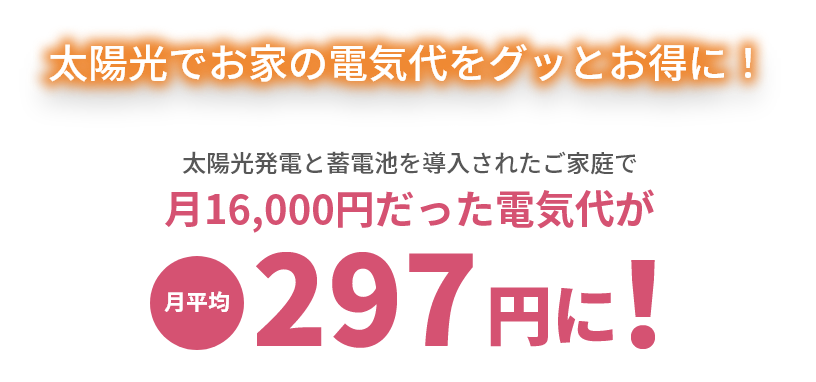 太陽光でお家の電気代をグッとお得に！
太陽光発電と蓄電池を導入されたご家庭で
月16,000円だった電気代が
月平均297円に！